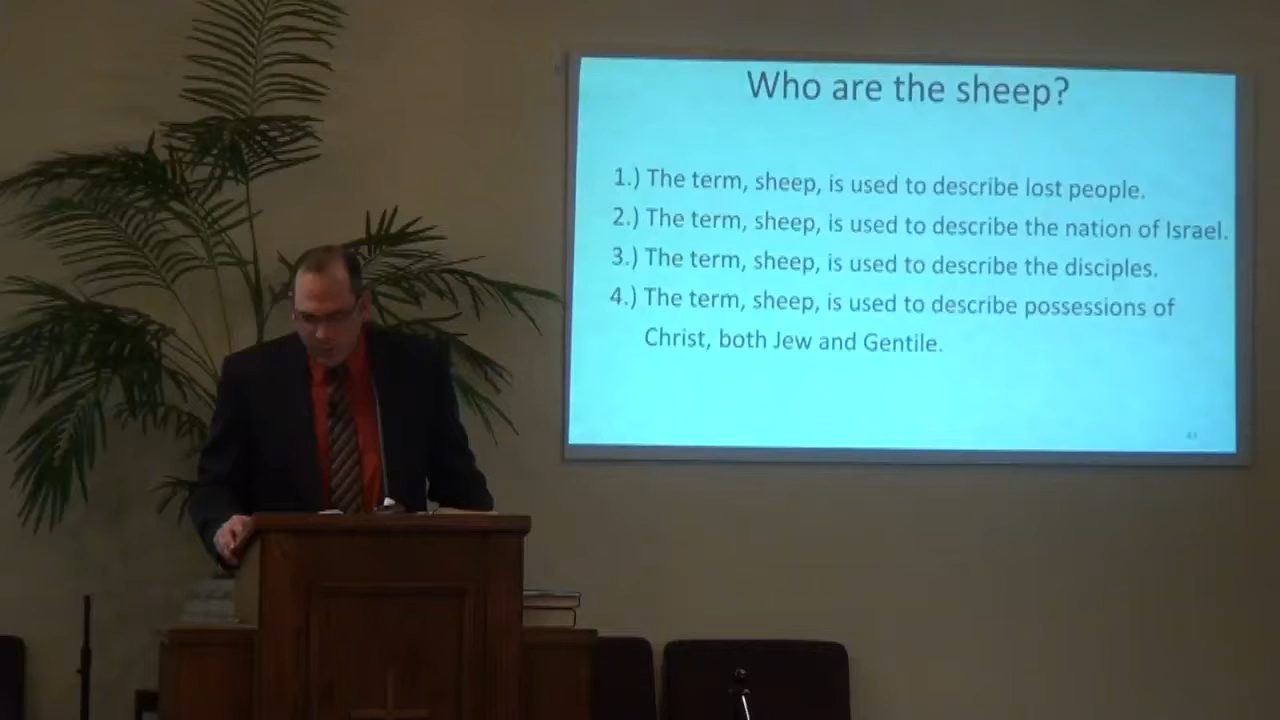 Who are the sheep?
1.) The term, sheep, is used to describe lost people.
2.) The term, sheep, is used to describe the nation of Israel.
3.) The term, sheep, is used to describe the disciples.
4.) The term, sheep, is used to describe possessions of
Christ, both Jew and Gentile.